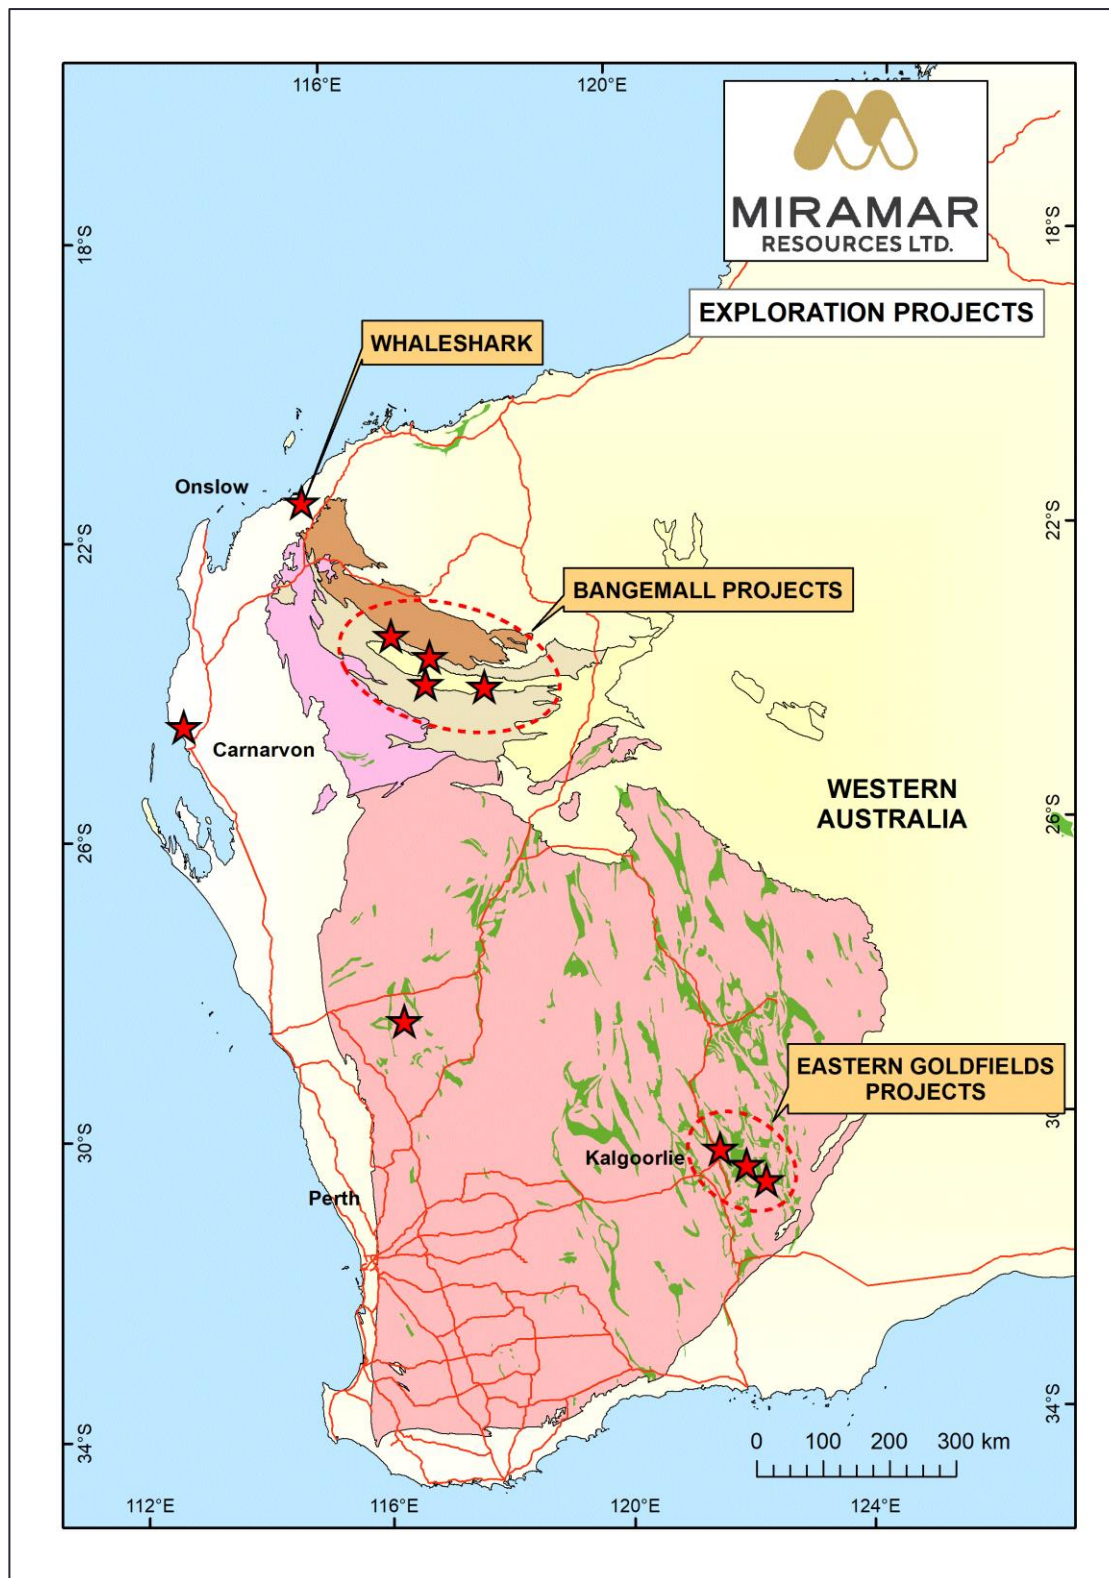 116°E
120°E
MIRAMAR
RESOURCES LTD.
18°S
18°S
EXPLORATION PROJECTS
WHALESHARK
Onslow
22°S
22°S
BANGEMALL PROJECTS
Carnarvon
WESTERN
AUSTRALIA
26°S
26°S
EASTERN GOLDFIELDS
PROJECTS
30°S
Kalgoorlie
Perth
34°S
34°S
0 100 200 300 km
112°E
116°E
120°E
124°E